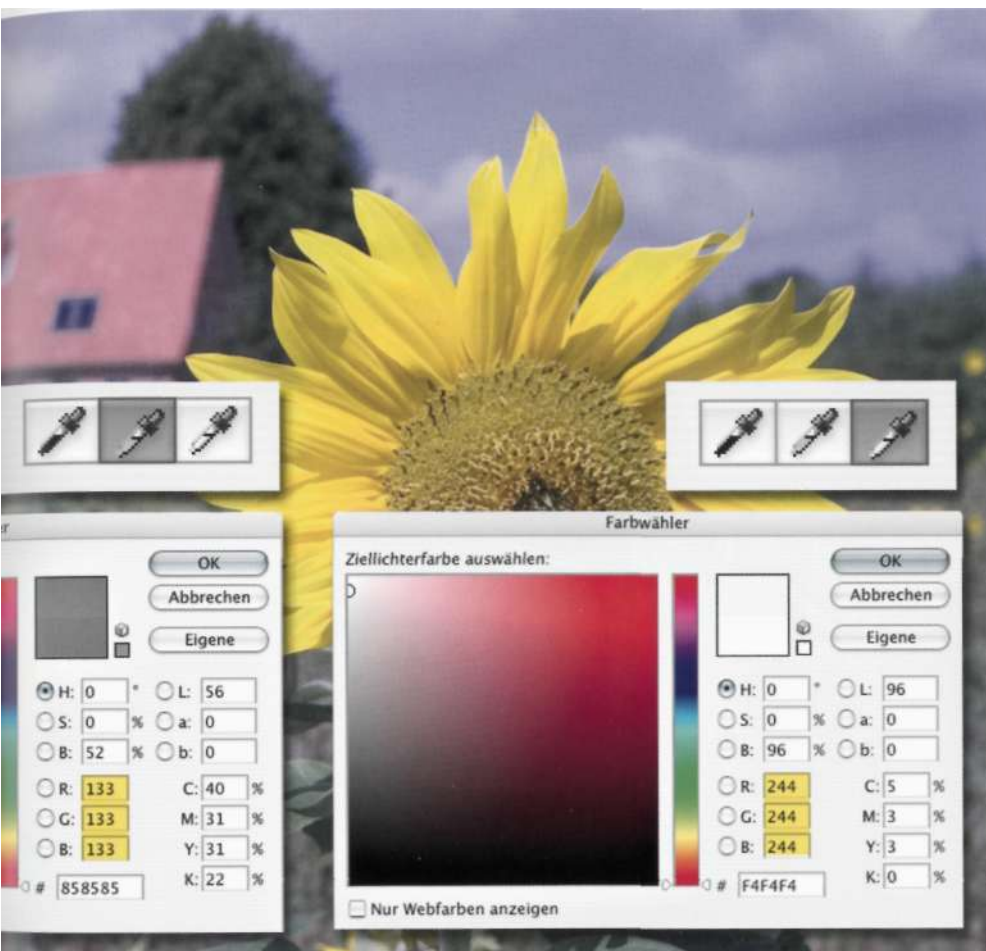 er
OK
Abbrechen
Eigene
H: 0 °
L: 56
S: 0 %
a: 0
B: 52 %
b: 0
R: 133
C: 40 %
G: 133
M: 31 %
B: 133
Y: 31 %
# 858585
K: 22 %
Farbwähler
Ziellichterfarbe auswählen:
OK
Abbrechen
Eigene
H: 0 °
L: 96
S: 0 %
a: 0
B: 96 %
b: 0
R: 244
C: 5 %
G: 244
M: 3 %
B: 244
Y: 3 %
# F4F4F4
K: 0 %
Nur Webfarben anzeigen